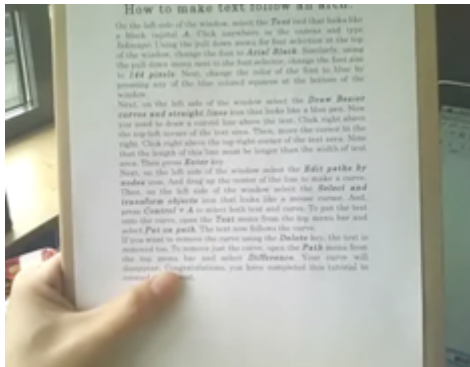 How to make text follow an arch.
On the left side of the window, select the Text tool that looks like
a black capital A. Click anywhere in the canvas and type
Inkscape. Using the pull down menu for font selection at the top
of the window, change the font to Arial Black. Similarly, using
the pull down menu next to the font selector, change the font size
to 144 pixels. Next, change the color of the font to blue by
pressing any of the blue colored squares at the bottom of the
window.
Next, on the left side of the window select the Draw Bezier
curves and straight lines icon that looks like a blue pen. Now
you need to draw a curved line above the text. Click right above
the top-left corner of the text area. Then, move the cursor to the
right. Click right above the top-right corner of the text area. Note
that the length of this line must be longer than the width of text
area. Then press Enter key.
Next, on the left side of the window select the Edit paths by
nodes icon. And drag up the center of the line to make a curve.
Then, on the left side of the window select the Select and
transform objects icon that looks like a mouse cursor. And,
press Control + A to select both text and curve. To put the text
onto the curve, open the Text menu from the top menu bar and
select Put on path. The text now follows the curve.
If you want to remove the curve using the Delete key, the text is
removed too. To remove just the curve, open the Path menu from
the top menu bar and select Difference. Your curve will
disappear. Congratulations, you have completed this tutorial to